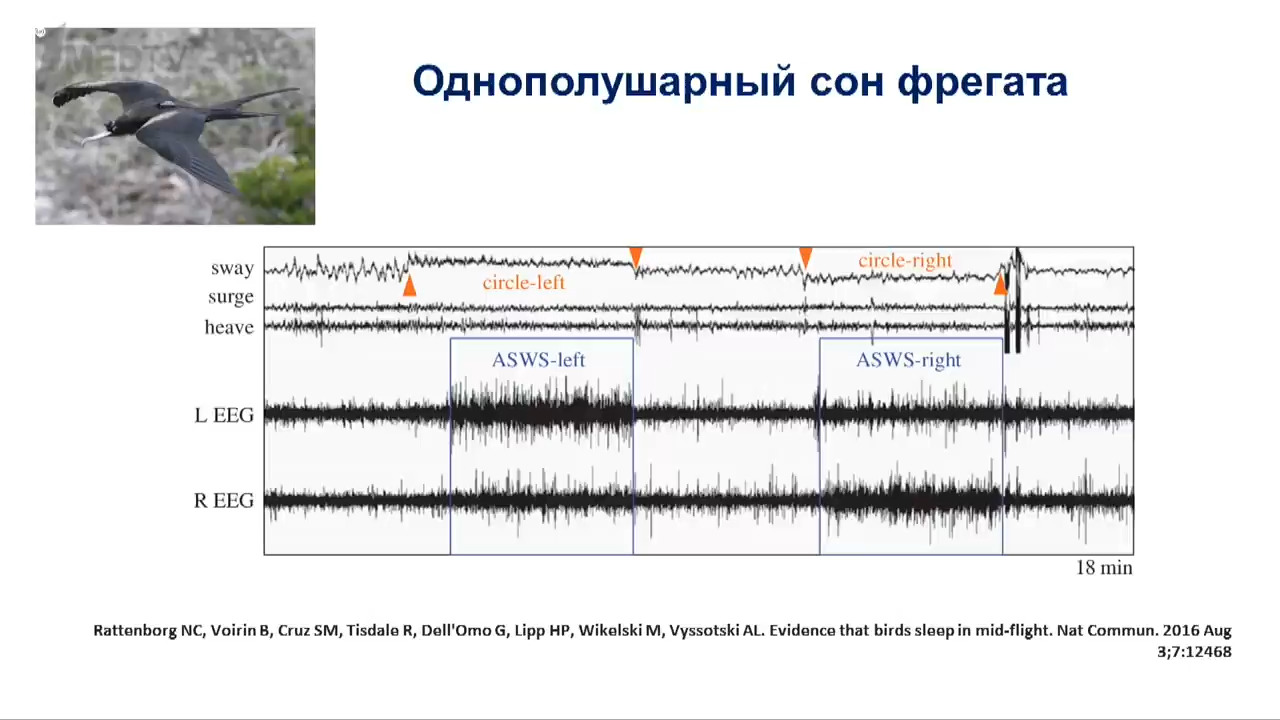 MEDTV
Однополушарный сон фрегата
sway
circle-left
circle-right
surge
heave
ASWS-left
ASWS-right
L EEG
R EEG
18 min
Rattenborg NC, Voirin B, Cruz SM, Tisdale R, Dell'Omo G, Lipp HP, Wikelski M, Vyssotski AL. Evidence that birds sleep in mid-flight. Nat Commun. 2016 Aug
3;7:12468